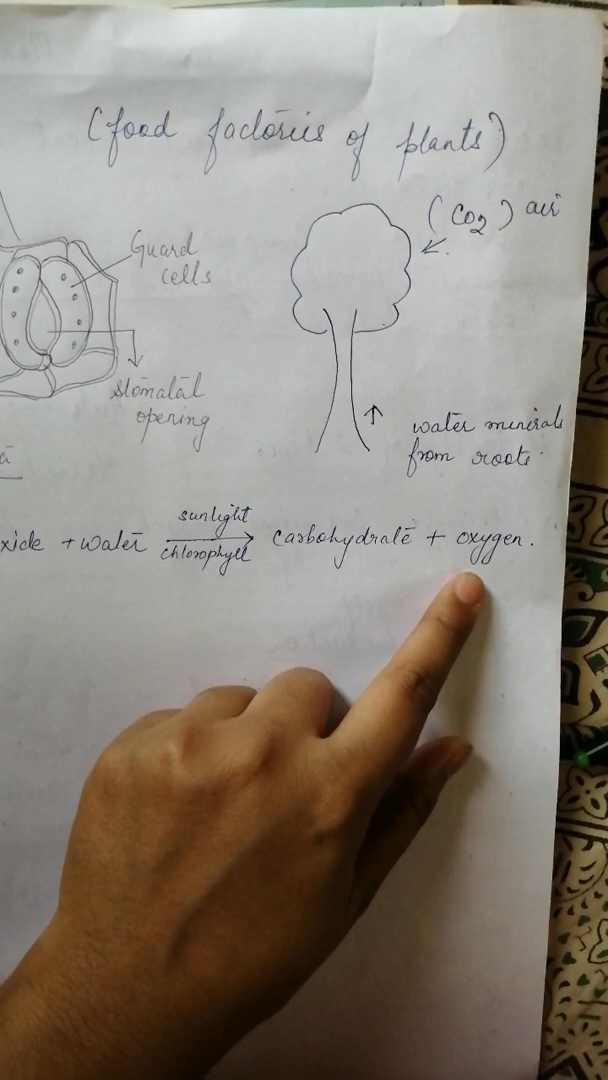 (food factories of plants)
(CO2) air
Guard
cells
stomatal
opening
water minerals
from roots.
sunlight
xide + water → carbohydrate + oxygen.
chlorophyll